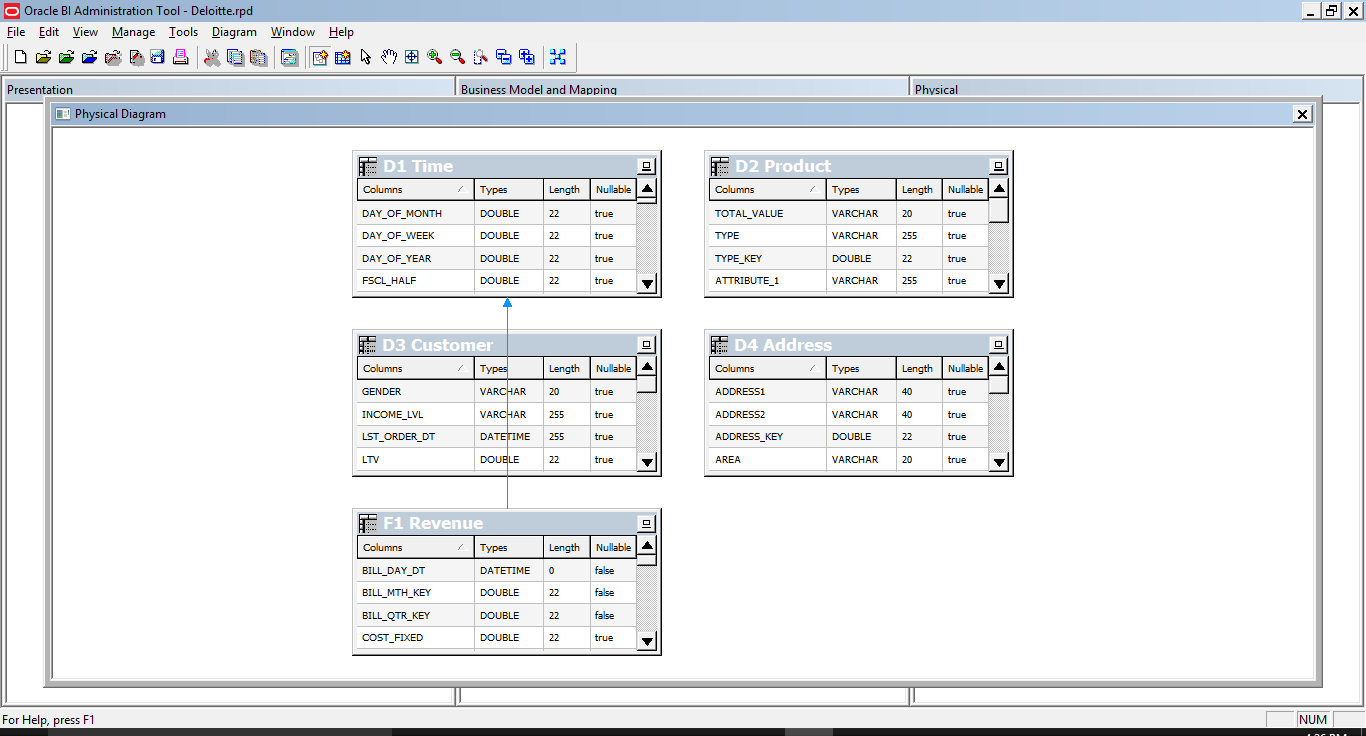 Oracle BI Administration Tool - Deloitte.rpd
File Edit View Manage Tools Diagram Window Help
Presentation Business Model and Mapping Physical
Physical Diagram
D1 Time
Columns Types Length Nullable
DAY_OF_MONTH DOUBLE 22 true
DAY_OF_WEEK DOUBLE 22 true
DAY_OF_YEAR DOUBLE 22 true
FSCL_HALF DOUBLE 22 true
D2 Product
Columns Types Length Nullable
TOTAL_VALUE VARCHAR 20 true
TYPE VARCHAR 255 true
TYPE_KEY DOUBLE 22 true
ATTRIBUTE_1 VARCHAR 255 true
D3 Customer
Columns Types Length Nullable
GENDER VARCHAR 20 true
INCOME_LVL VARCHAR 255 true
LST_ORDER_DT DATETIME 255 true
LTV DOUBLE 22 true
D4 Address
Columns Types Length Nullable
ADDRESS1 VARCHAR 40 true
ADDRESS2 VARCHAR 40 true
ADDRESS_KEY DOUBLE 22 true
AREA VARCHAR 20 true
F1 Revenue
Columns Types Length Nullable
BILL_DAY_DT DATETIME 0 false
BILL_MTH_KEY DOUBLE 22 false
BILL_QTR_KEY DOUBLE 22 false
COST_FIXED DOUBLE 22 true
For Help, press F1
NUM